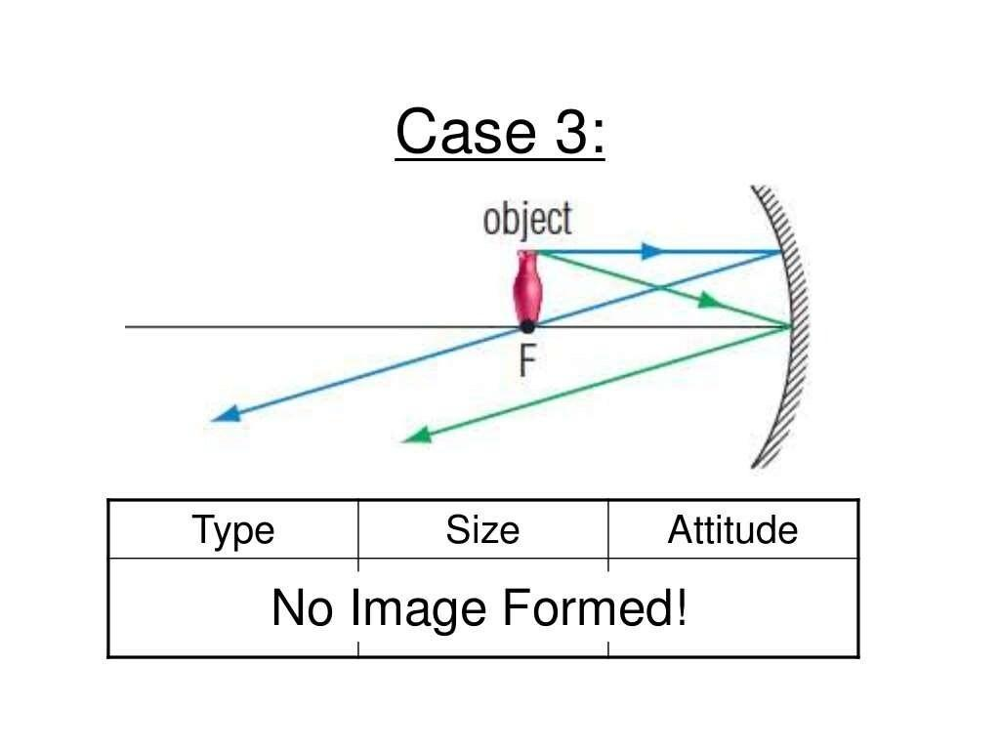 Case 3:
object
F
Type Size Attitude
No Image Formed!